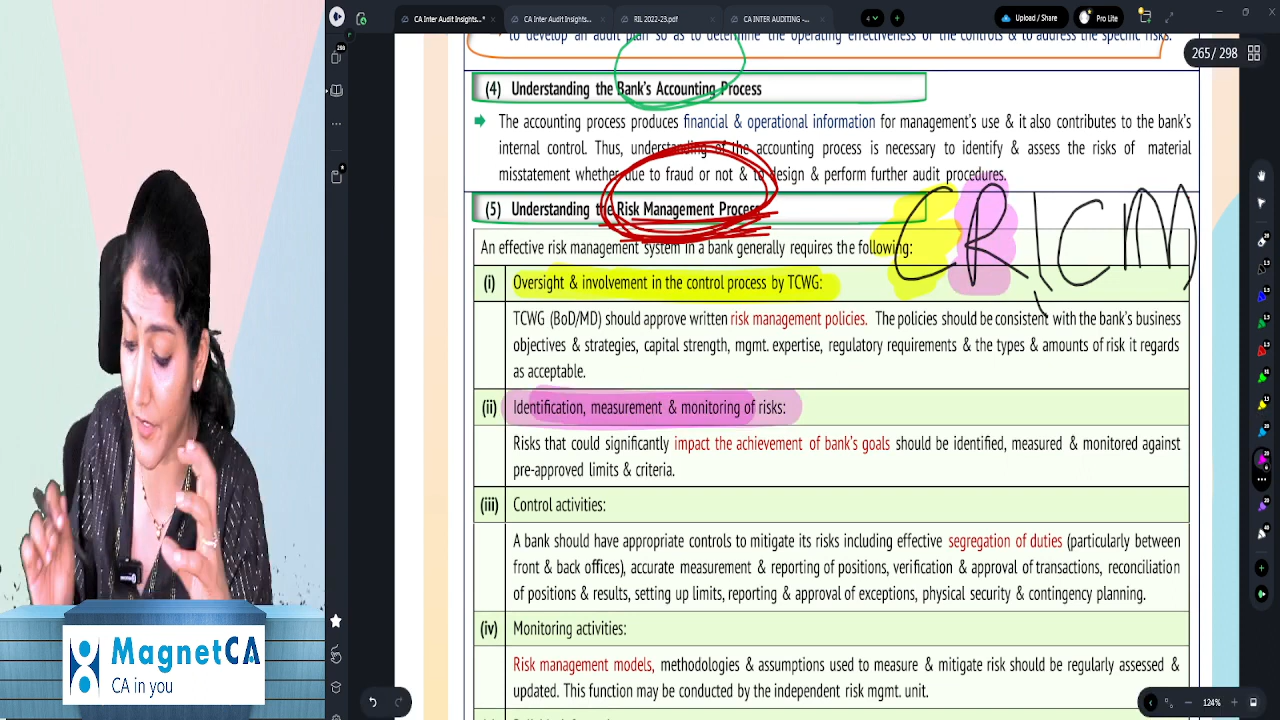 CA Inter Audit Insights...*
CA Inter Audit Insights...
RIL 2022-23.pdf
CA INTER AUDITING -...
4
Upload / Share
Pro Lite
to develop an audit plan so as to determine the operating effectiveness of the controls & to address the specific risks.
265 / 298
(4) Understanding the Bank's Accounting Process
The accounting process produces financial & operational information for management's use & it also contributes to the bank's
internal control. Thus, understanding of the accounting process is necessary to identify & assess the risks of material
misstatement whether due to fraud or not & to design & perform further audit procedures.
(5) Understanding the Risk Management Process
CRICM
An effective risk management system in a bank generally requires the following:
(i) Oversight & involvement in the control process by TCWG:
TCWG (BoD/MD) should approve written risk management policies. The policies should be consistent with the bank's business
objectives & strategies, capital strength, mgmt. expertise, regulatory requirements & the types & amounts of risk it regards
as acceptable.
(ii) Identification, measurement & monitoring of risks:
Risks that could significantly impact the achievement of bank's goals should be identified, measured & monitored against
pre-approved limits & criteria.
(iii) Control activities:
A bank should have appropriate controls to mitigate its risks including effective segregation of duties (particularly between
front & back offices), accurate measurement & reporting of positions, verification & approval of transactions, reconciliation
of positions & results, setting up limits, reporting & approval of exceptions, physical security & contingency planning.
(iv) Monitoring activities:
Risk management models, methodologies & assumptions used to measure & mitigate risk should be regularly assessed &
updated. This function may be conducted by the independent risk mgmt. unit.
MagnetCA
CA in you
124%